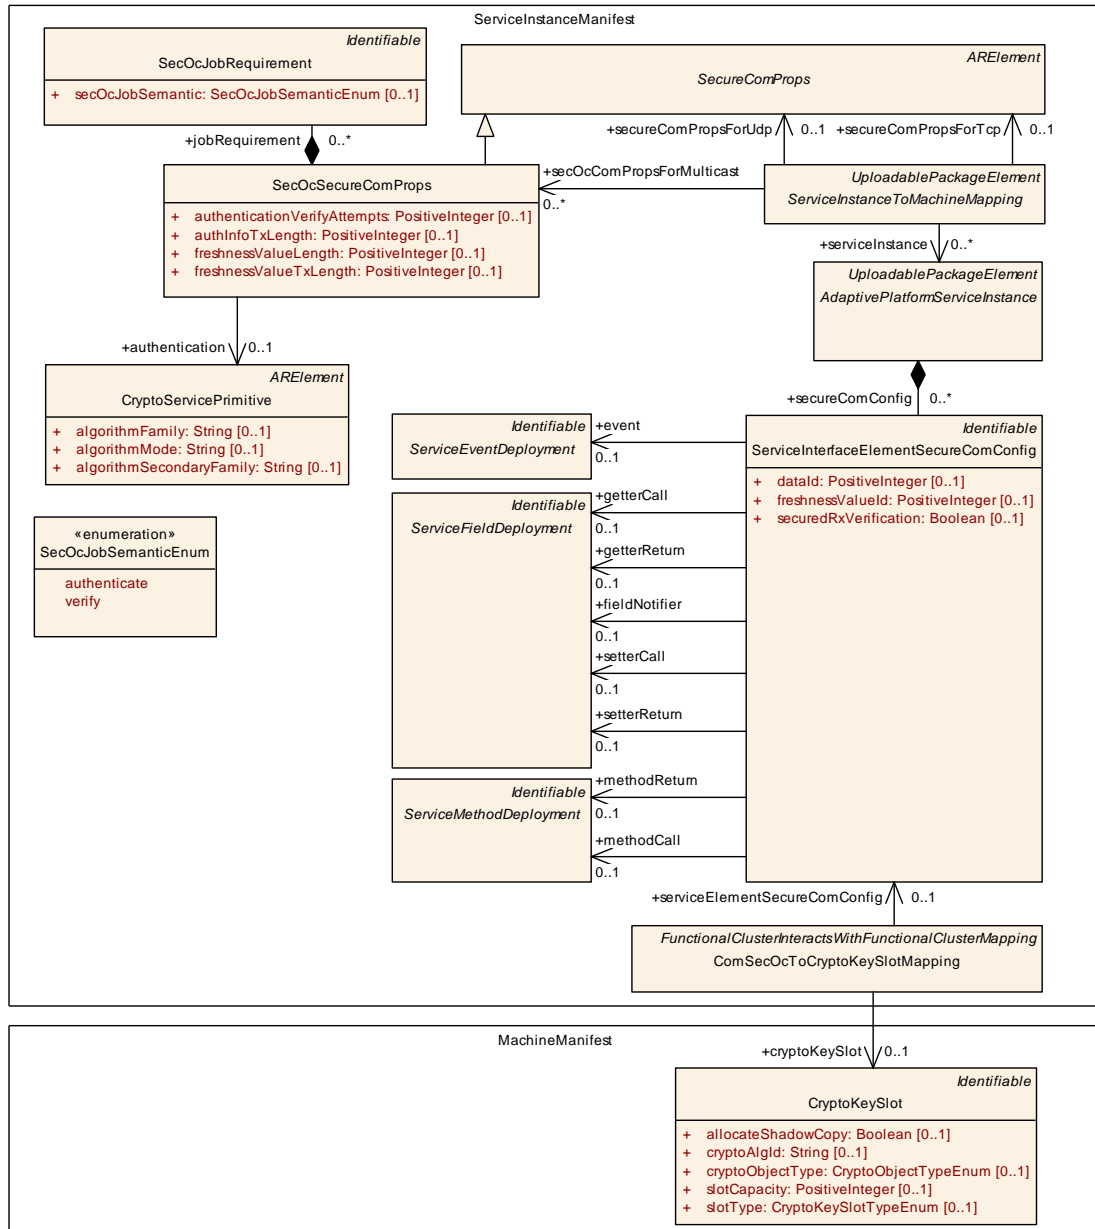 ServiceInstanceManifest
Identifiable
SecOcJobRequirement
+ secOcJobSemantic: SecOcJobSemanticEnum [0..1]
ARElement
SecureComProps
+jobRequirement 0..*
+secureComPropsForUdp 0..1
+secureComPropsForTcp 0..1
SecOcSecureComProps
+ authenticationVerifyAttempts: PositiveInteger [0..1]
+ authInfoTxLength: PositiveInteger [0..1]
+ freshnessValueLength: PositiveInteger [0..1]
+ freshnessValueTxLength: PositiveInteger [0..1]
+secOcComPropsForMulticast
0..*
UploadablePackageElement
ServiceInstanceToMachineMapping
+serviceInstance 0..*
UploadablePackageElement
AdaptivePlatformServiceInstance
+authentication 0..1
ARElement
CryptoServicePrimitive
+ algorithmFamily: String [0..1]
+ algorithmMode: String [0..1]
+ algorithmSecondaryFamily: String [0..1]
+secureComConfig 0..*
Identifiable
ServiceEventDeployment
+event
0..1
Identifiable
ServiceInterfaceElementSecureComConfig
+ dataId: PositiveInteger [0..1]
+ freshnessValueId: PositiveInteger [0..1]
+ securedRxVerification: Boolean [0..1]
Identifiable
ServiceFieldDeployment
+getterCall
0..1
+getterReturn
0..1
+fieldNotifier
0..1
+setterCall
0..1
+setterReturn
0..1
«enumeration»
SecOcJobSemanticEnum
authenticate
verify
Identifiable
ServiceMethodDeployment
+methodReturn
0..1
+methodCall
0..1
+serviceElementSecureComConfig 0..1
FunctionalClusterInteractsWithFunctionalClusterMapping
ComSecOcToCryptoKeySlotMapping
MachineManifest
+cryptoKeySlot 0..1
Identifiable
CryptoKeySlot
+ allocateShadowCopy: Boolean [0..1]
+ cryptoAlgId: String [0..1]
+ cryptoObjectType: CryptoObjectTypeEnum [0..1]
+ slotCapacity: PositiveInteger [0..1]
+ slotType: CryptoKeySlotTypeEnum [0..1]